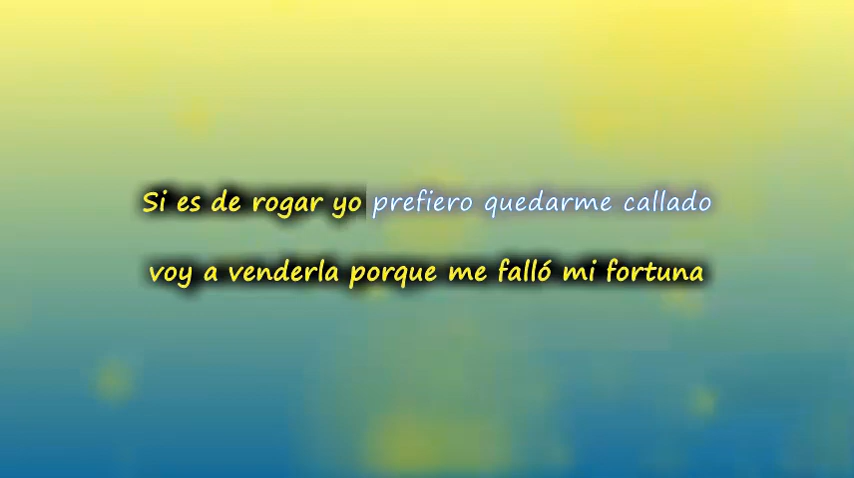 Si es de rogar yo prefiero quedarme callado
voy a venderla porque me falló mi fortuna